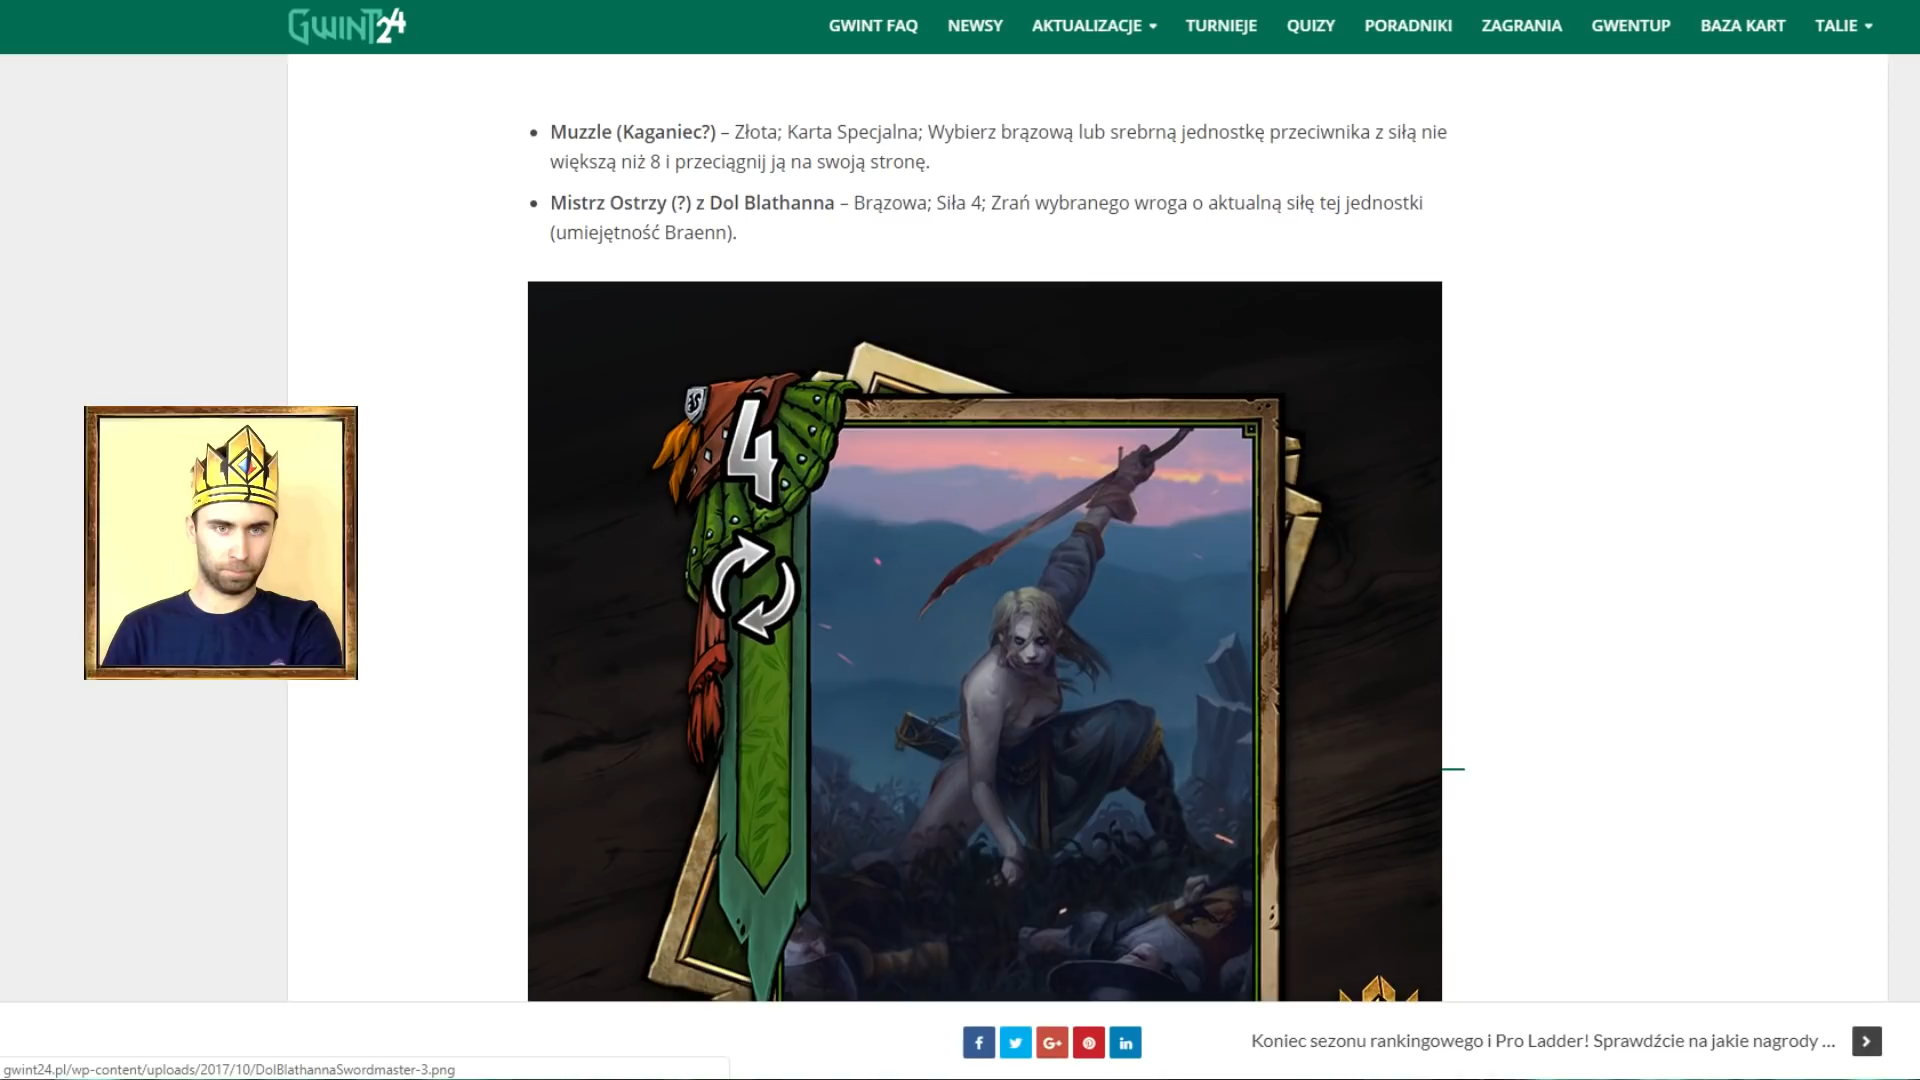 GWINT24
GWINT FAQ NEWSY AKTUALIZACJE TURNIEJE QUIZY PORADNIKI ZAGRANIA GWENTUP BAZA KART TALIE
Muzzle (Kaganiec?) – Złota; Karta Specjalna; Wybierz brązową lub srebrną jednostkę przeciwnika z siłą nie
większą niż 8 i przeciągnij ją na swoją stronę.
Mistrz Ostrzy (?) z Dol Blathanna – Brązowa; Siła 4; Zrań wybranego wroga o aktualną siłę tej jednostki
(umiejętność Braenn).
4
f G+ in
Koniec sezonu rankingowego i Pro Ladder! Sprawdźcie na jakie nagrody ...
gwint24.pl/wp-content/uploads/2017/10/DolBlathannaSwordmaster-3.png